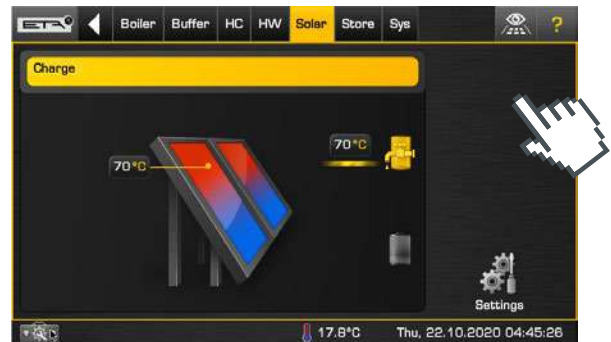 ETA Boiler Buffer HC HW Solar Store Sys ?
Charge
70°C
70°C
Settings
17.8°C Thu, 22.10.2020 04:45:26